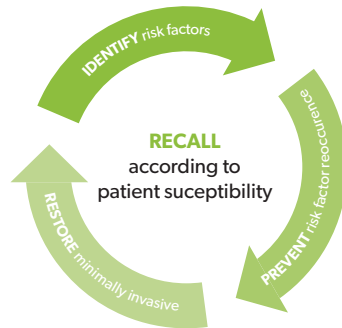 IDENTIFY risk factors
PREVENT risk factor reoccurence
RESTORE minimally invasive
RECALL
according to
patient suceptibility